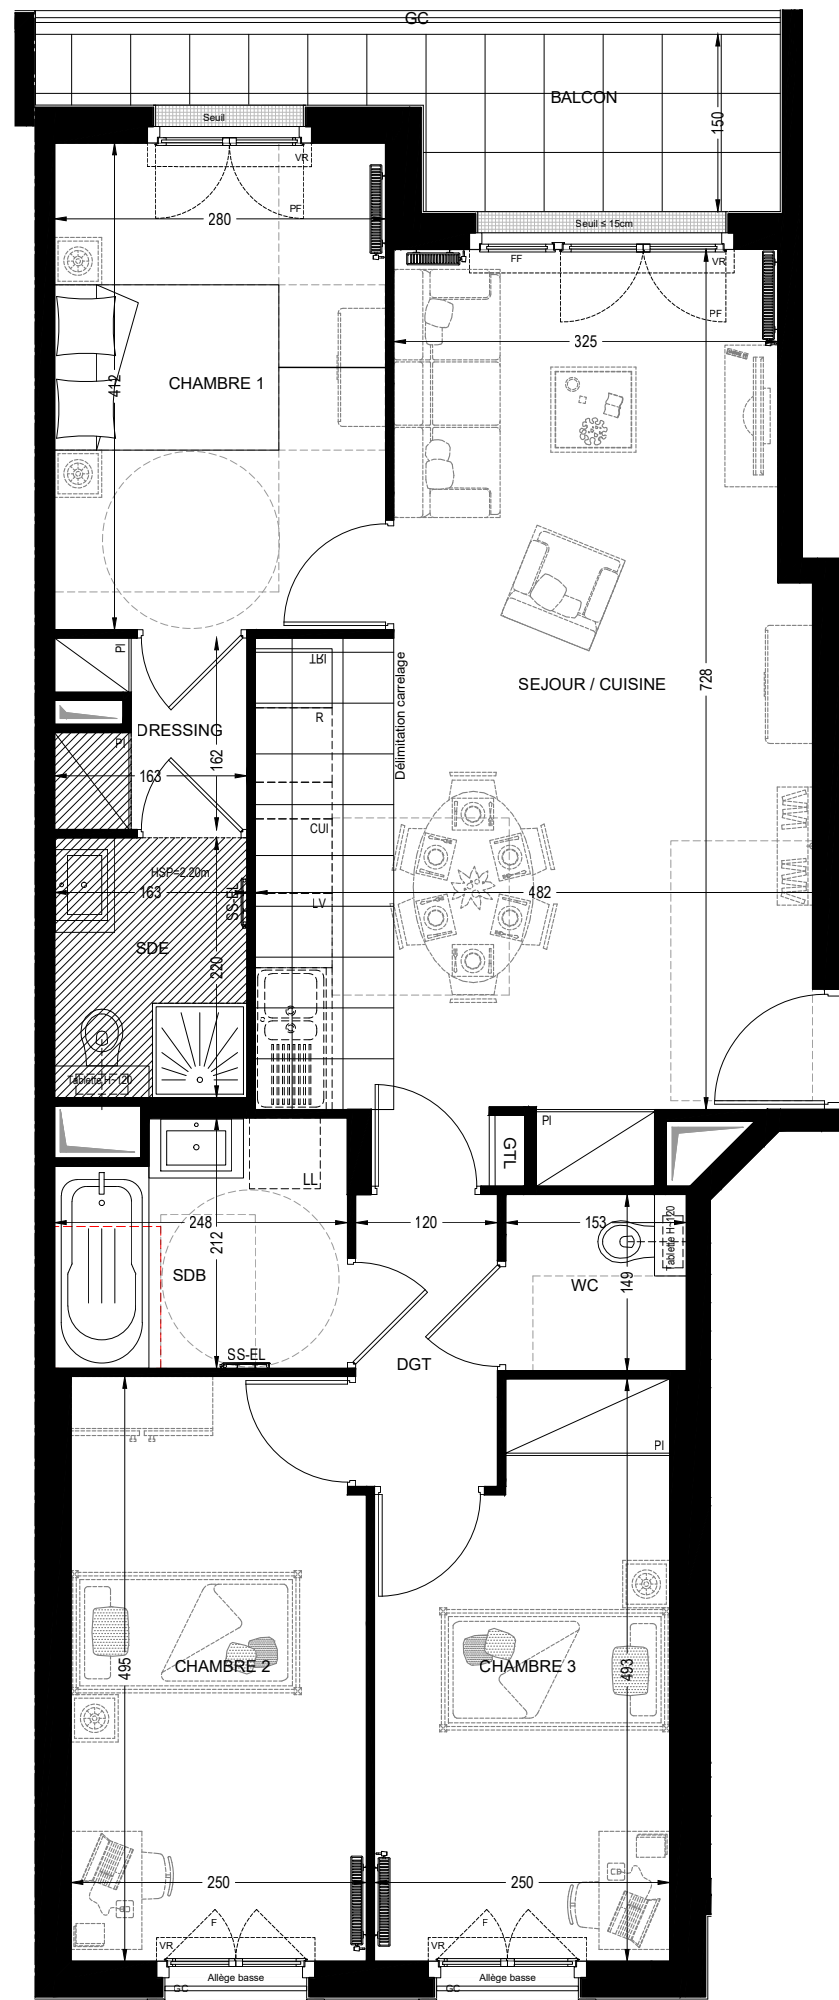 GC
BALCON
150
Seuil
VR
PF
280
Seuil ≤ 15cm
FF
VR
PF
325
412
CHAMBRE 1
SEJOUR / CUISINE
728
Délimitation carrelage
TRI
PI
R
DRESSING
PI
162
163
CUI
HSP=2.20m
163
SS-EL
LV
482
SDE
220
Tablette H=120
PI
GTL
LL
248
212
120
153
149
Tablette H=120
SDB
WC
SS-EL
DGT
PI
495
CHAMBRE 2
CHAMBRE 3
493
250
250
F
F
VR
VR
Allège basse
Allège basse
GC
GC